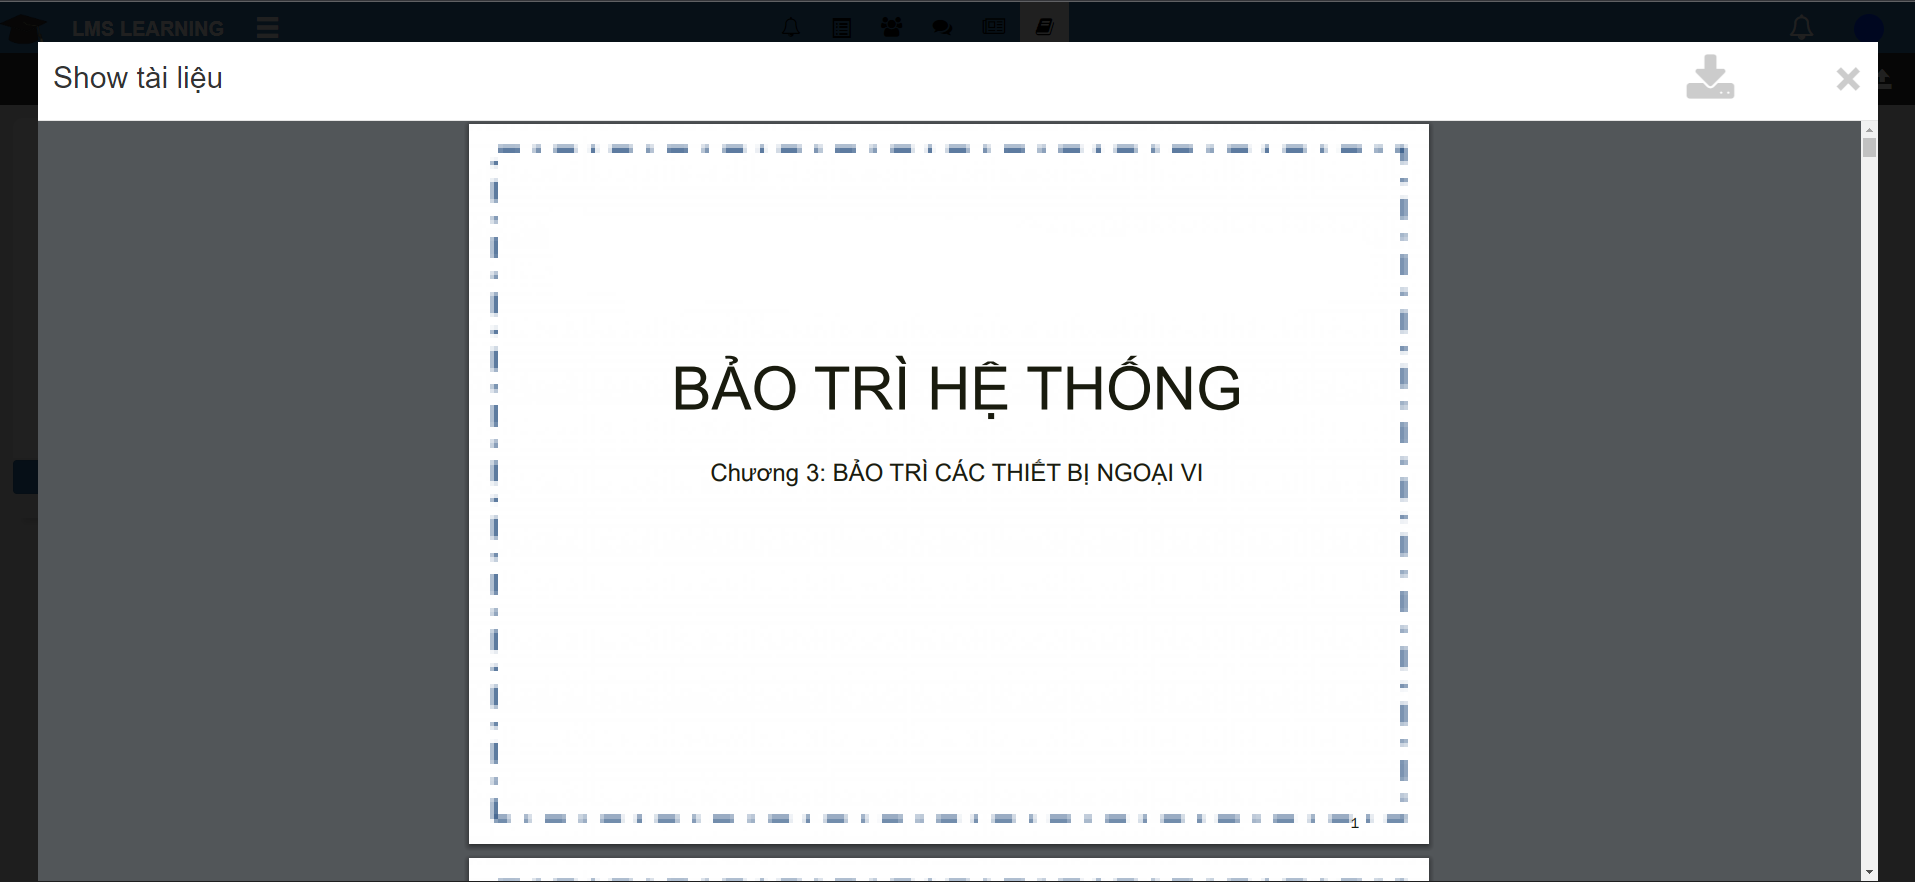 LMS LEARNING
Show tài liệu
BẢO TRÌ HỆ THỐNG
Chương 3: BẢO TRÌ CÁC THIẾT BỊ NGOẠI VI
1